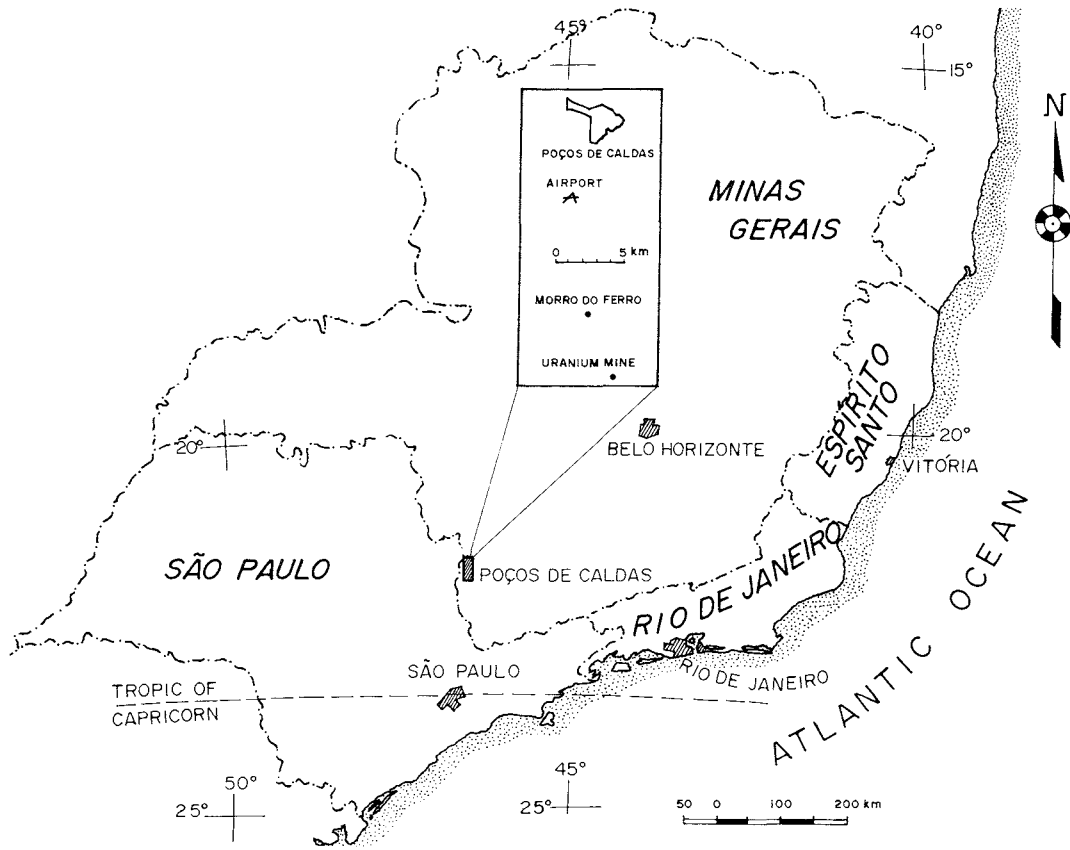 45°
40°
15°
N
POÇOS DE CALDAS
AIRPORT
0 5 km
MORRO DO FERRO
URANIUM MINE
MINAS
GERAIS
ESPÍRITO
SANTO
20°
20°
BELO HORIZONTE
VITÓRIA
SÃO PAULO
POÇOS DE CALDAS
RIO DE JANEIRO
SÃO PAULO
RIO DE JANEIRO
TROPIC OF
CAPRICORN
ATLANTIC OCEAN
50°
25°
45°
25°
50 0 100 200 km